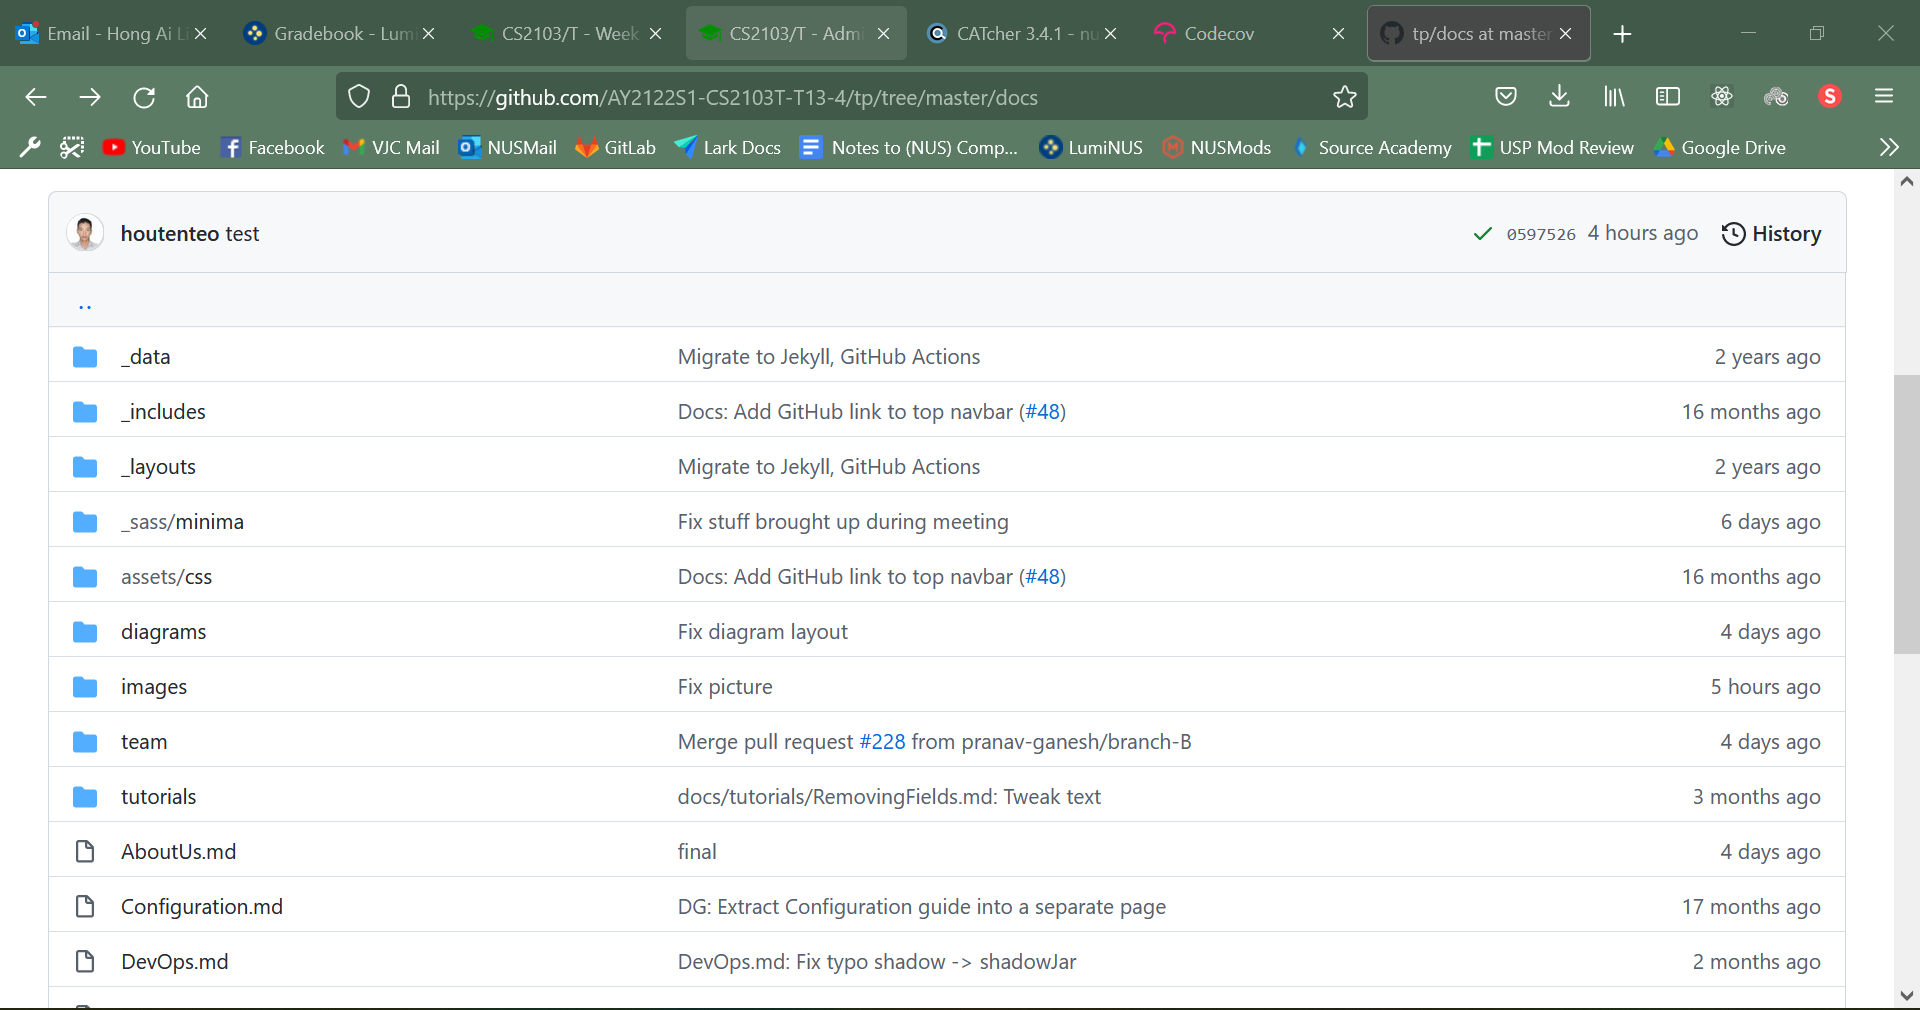 Email - Hong Ai Li
Gradebook - Lumi
CS2103/T - Week
CS2103/T - Adm
CATcher 3.4.1 - nu
Codecov
tp/docs at master
https://github.com/AY2122S1-CS2103T-T13-4/tp/tree/master/docs
S
YouTube
Facebook
VJC Mail
NUSMail
GitLab
Lark Docs
Notes to (NUS) Comp...
LumiNUS
NUSMods
Source Academy
USP Mod Review
Google Drive
houtenteo test
0597526 4 hours ago History
..
_data Migrate to Jekyll, GitHub Actions 2 years ago
_includes Docs: Add GitHub link to top navbar (#48) 16 months ago
_layouts Migrate to Jekyll, GitHub Actions 2 years ago
_sass/minima Fix stuff brought up during meeting 6 days ago
assets/css Docs: Add GitHub link to top navbar (#48) 16 months ago
diagrams Fix diagram layout 4 days ago
images Fix picture 5 hours ago
team Merge pull request #228 from pranav-ganesh/branch-B 4 days ago
tutorials docs/tutorials/RemovingFields.md: Tweak text 3 months ago
AboutUs.md final 4 days ago
Configuration.md DG: Extract Configuration guide into a separate page 17 months ago
DevOps.md DevOps.md: Fix typo shadow -> shadowJar 2 months ago